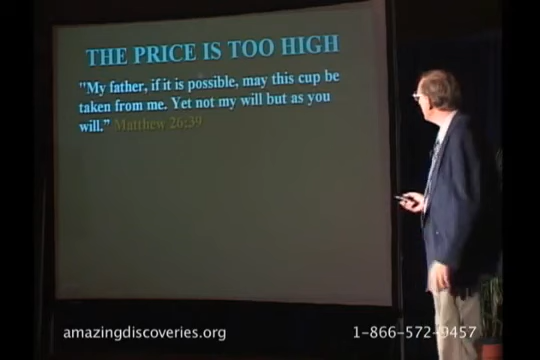 THE PRICE IS TOO HIGH
"My father, if it is possible, may this cup be
taken from me. Yet not my will but as you
will.” Matthew 26:39
amazingdiscoveries.org
1-866-572-9457